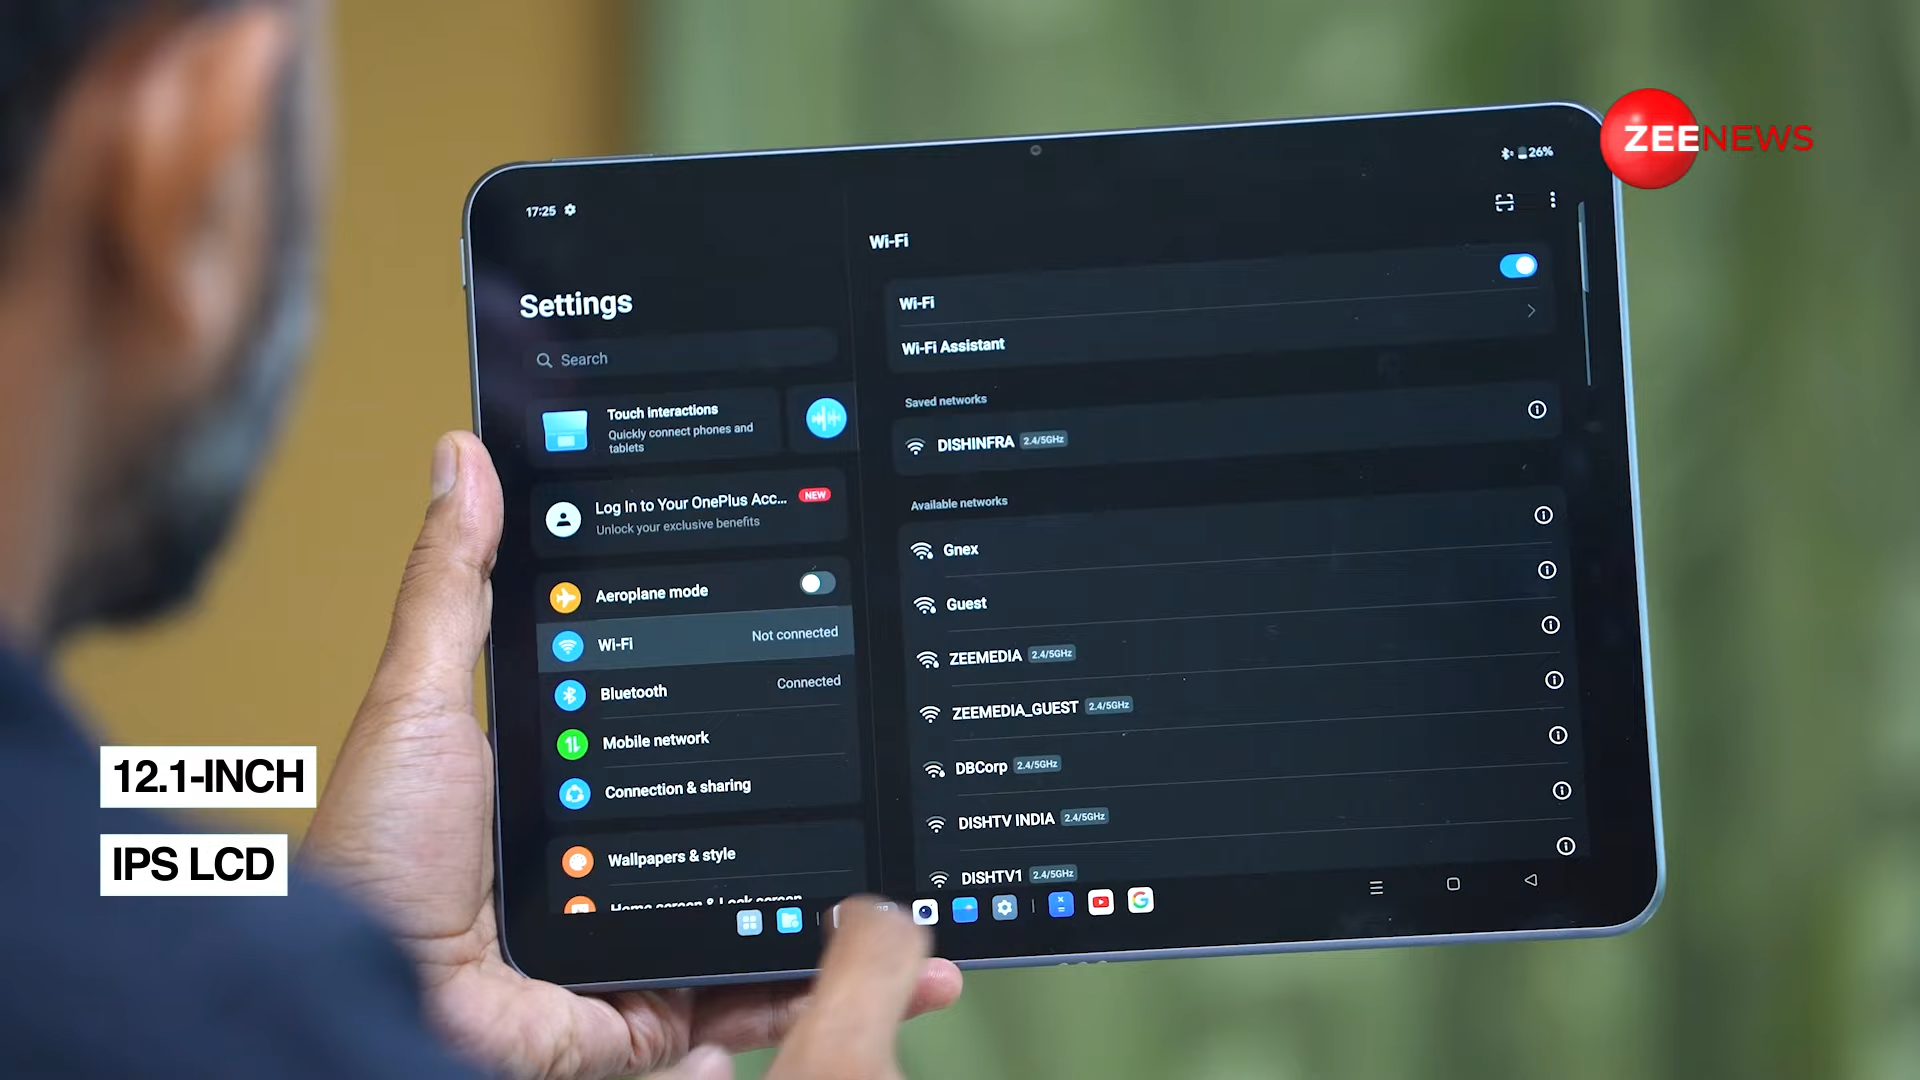 ZEENEWS
17:25
26%
Settings
Search
Touch interactions
Quickly connect phones and
tablets
Log In to Your OnePlus Acc...
NEW
Unlock your exclusive benefits
Aeroplane mode
Wi-Fi
Not connected
Bluetooth
Connected
Mobile network
Connection & sharing
Wallpapers & style
Home screen & Lock screen
Wi-Fi
Wi-Fi
Wi-Fi Assistant
Saved networks
DISHINFRA 2.4/5GHz
Available networks
Gnex
Guest
ZEEMEDIA 2.4/5GHz
ZEEMEDIA_GUEST 2.4/5GHz
DBCorp 2.4/5GHz
DISHTV INDIA 2.4/5GHz
DISHTV1 2.4/5GHz
12.1-INCH
IPS LCD